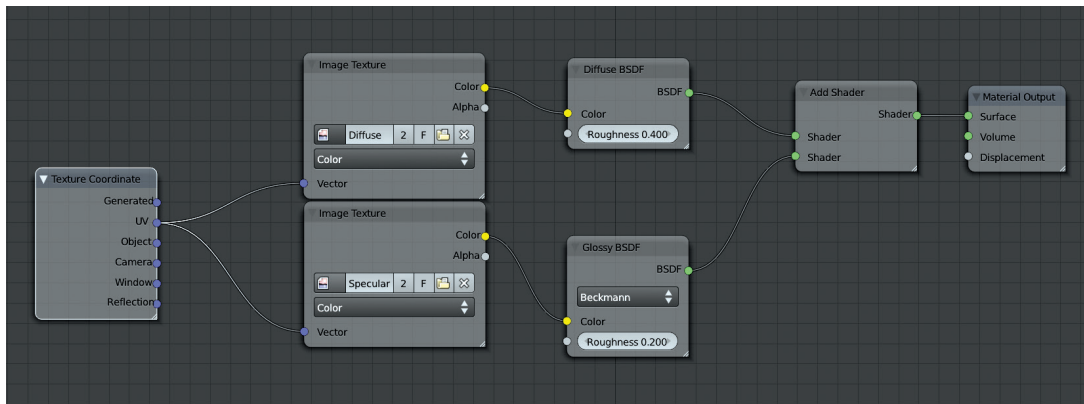 Texture Coordinate
Generated
UV
Object
Camera
Window
Reflection
Image Texture
Color
Alpha
Diffuse 2 F
Color
Vector
Image Texture
Color
Alpha
Specular 2 F
Color
Vector
Diffuse BSDF
BSDF
Color
Roughness 0.400
Glossy BSDF
BSDF
Beckmann
Color
Roughness 0.200
Add Shader
Shader
Shader
Shader
Material Output
Surface
Volume
Displacement